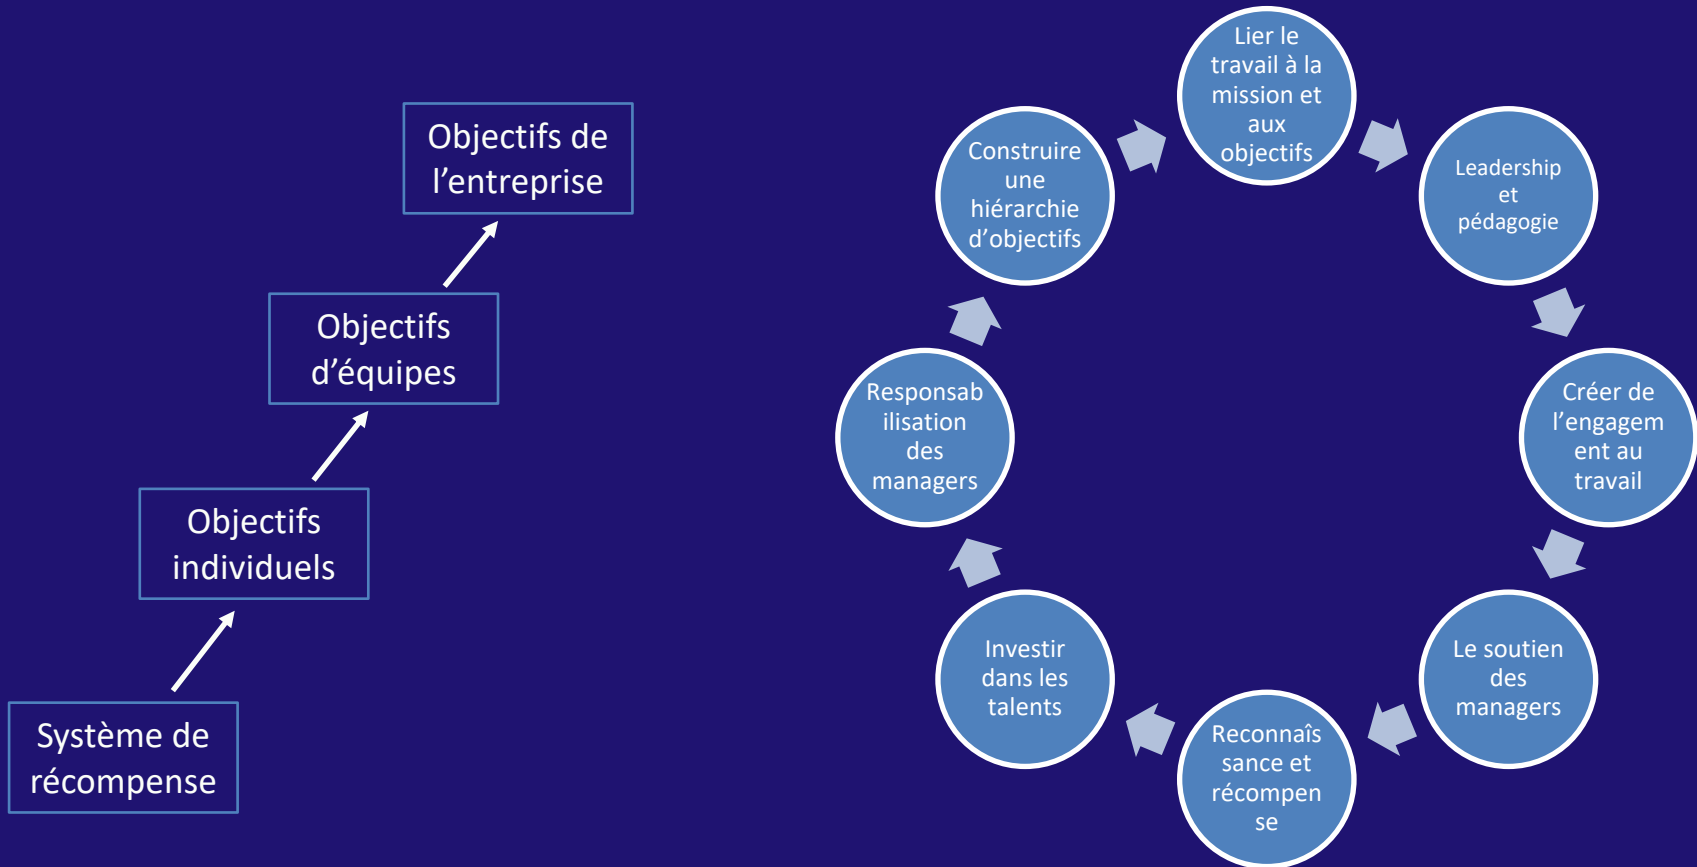 Objectifs de
l’entreprise
Objectifs
d’équipes
Objectifs
individuels
Système de
récompense
Lier le
travail à la
mission et
aux
objectifs
Leadership
et
pédagogie
Créer de
l’engagem
ent au
travail
Le soutien
des
managers
Reconnaîs
sance et
récompen
se
Investir
dans les
talents
Responsab
ilisation
des
managers
Construire
une
hiérarchie
d’objectifs